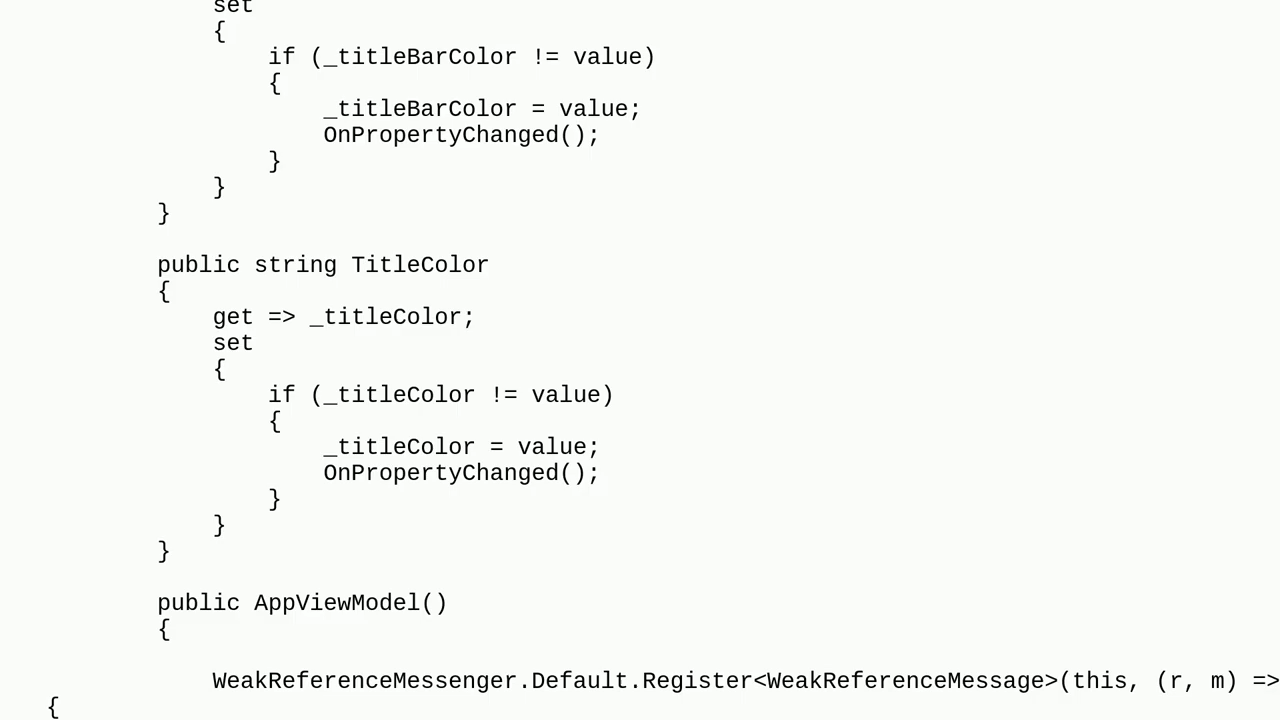 set
{
if (_titleBarColor != value)
{
_titleBarColor = value;
OnPropertyChanged();
}
}
}
public string TitleColor
{
get => _titleColor;
set
{
if (_titleColor != value)
{
_titleColor = value;
OnPropertyChanged();
}
}
}
public AppViewModel()
{
WeakReferenceMessenger.Default.Register<WeakReferenceMessage>(this, (r, m) =>
{